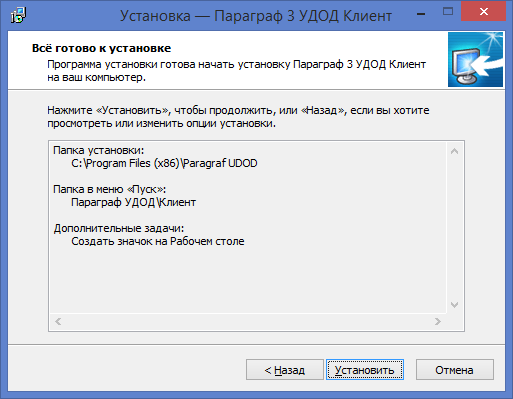 Установка — Параграф 3 УДОД Клиент
Всё готово к установке
Программа установки готова начать установку Параграф 3 УДОД Клиент
на ваш компьютер.
Нажмите «Установить», чтобы продолжить, или «Назад», если вы хотите
просмотреть или изменить опции установки.
Папка установки:
C:\Program Files (x86)\Paragraf UDOD
Папка в меню «Пуск»:
Параграф УДОД\Клиент
Дополнительные задачи:
Создать значок на Рабочем столе
< Назад
Установить
Отмена